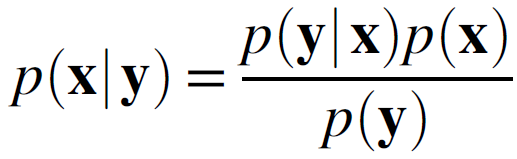 p(x|y) = p(y|x)p(x) / p(y)